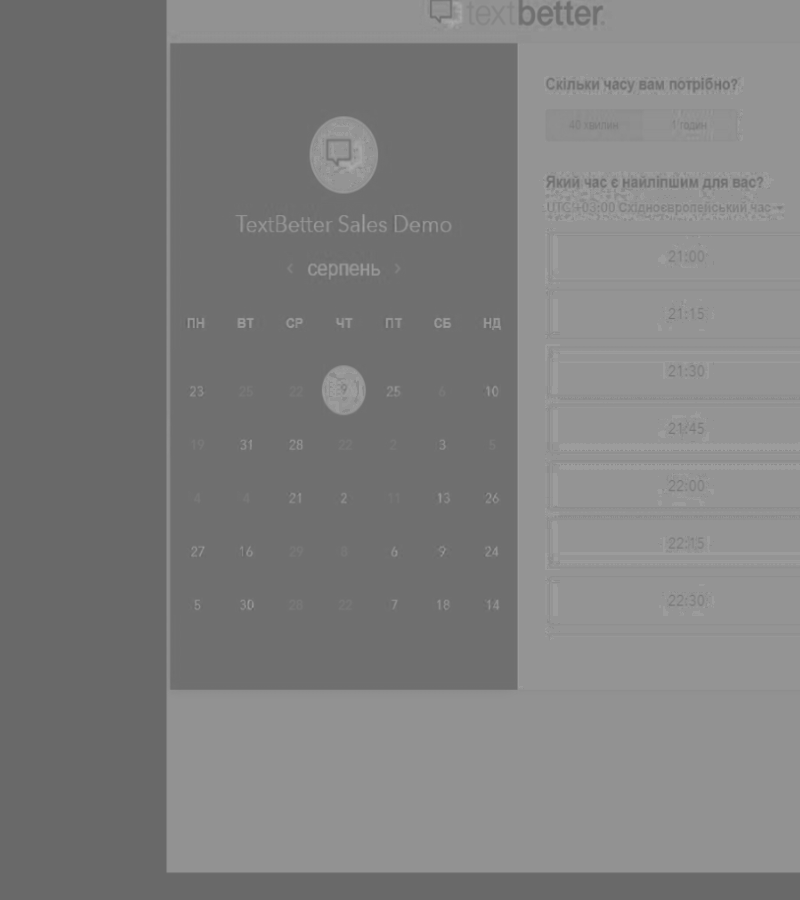 textbetter.
Скільки часу вам потрібно?
1 годин
TextBetter Sales Demo
< серпень >
ПН ВТ СР ЧТ ПТ СБ НД
23 25 22 9 25 6 10
19 31 28 22 2 3 5
4 4 21 2 11 13 26
27 16 29 8 6 9 24
5 30 20 22 7 18 14
Який час є найліпшим для вас?
UTC +03:00 Східноєвропейський час
21:00
21:15
21:30
21:45
22:00
22:15
22:30